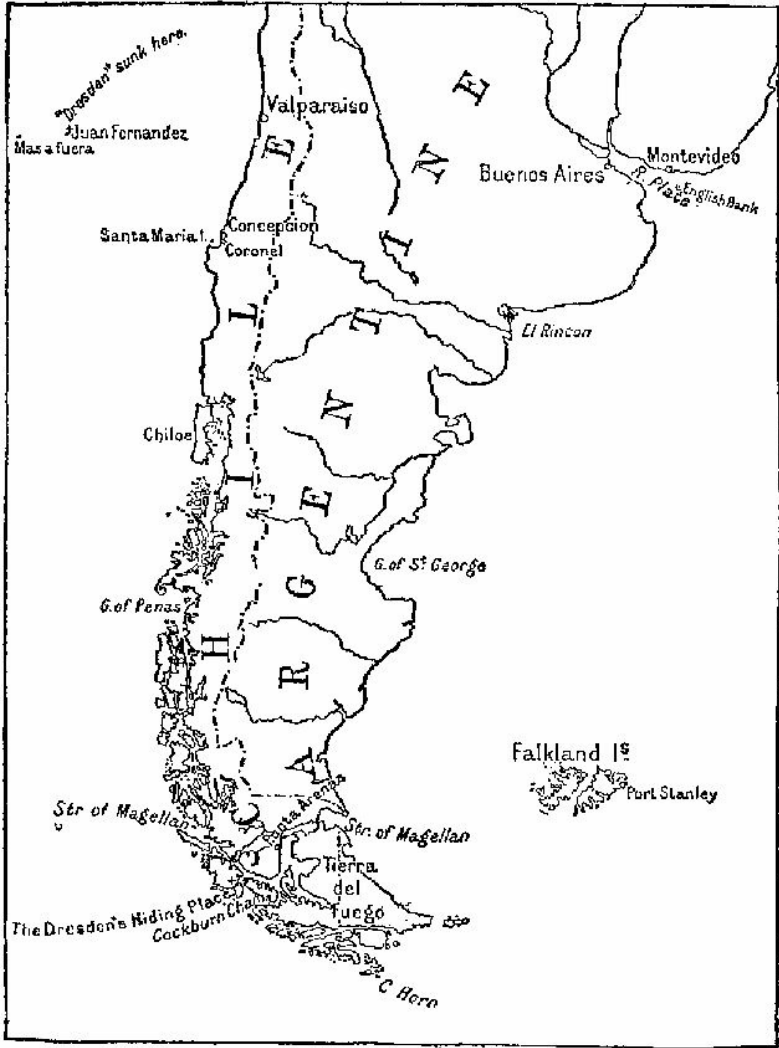 "Dresden" sunk here.
Juan Fernandez
Mas a fuera
Valparaiso
Montevideo
Buenos Aires
R. Plate
English Bank
Santa Maria I.
Concepcion
Coronel
El Rincon
Chiloe
G. of St. George
G. of Penas
CHILE
ARGENTINE
Falkland Is.
Port Stanley
Punta Arenas
Str of Magellan
Str. of Magellan
Tierra
del
fuego
The Dresden's Hiding Place
Cockburn Chan.
C Horn